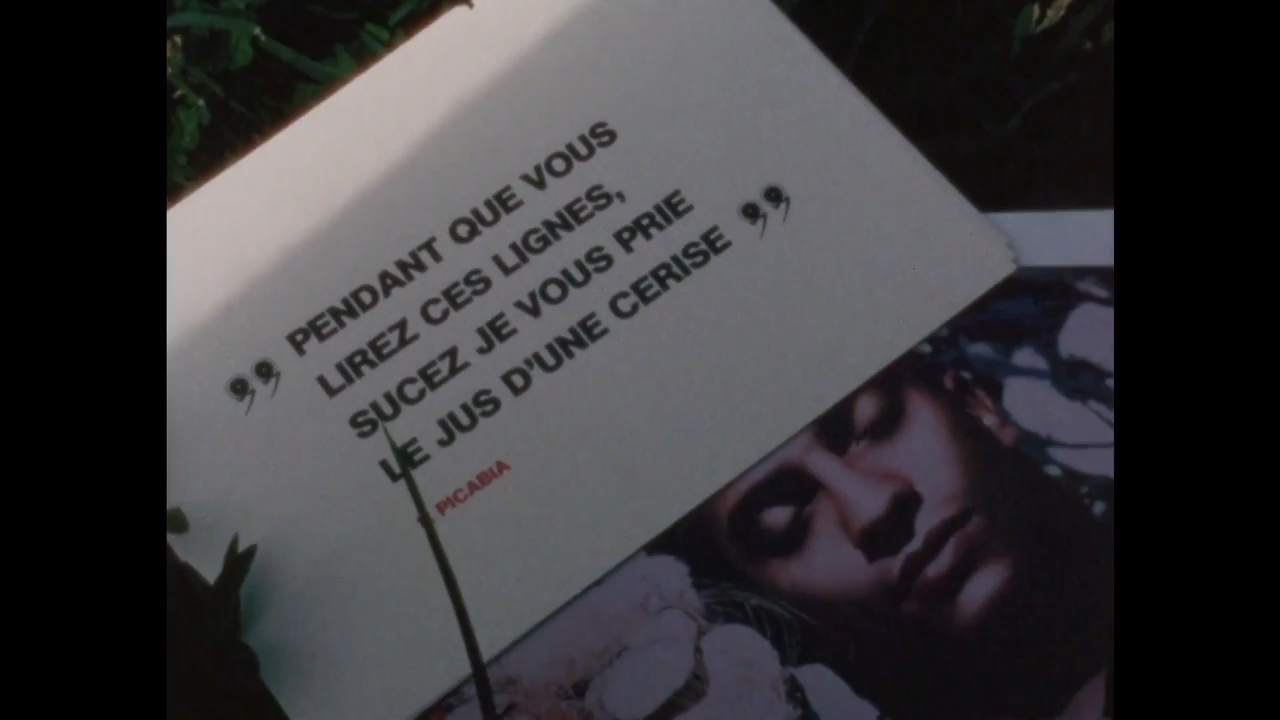 „ PENDANT QUE VOUS
LIREZ CES LIGNES,
SUCEZ JE VOUS PRIE
LE JUS D'UNE CERISE ”
PICABIA